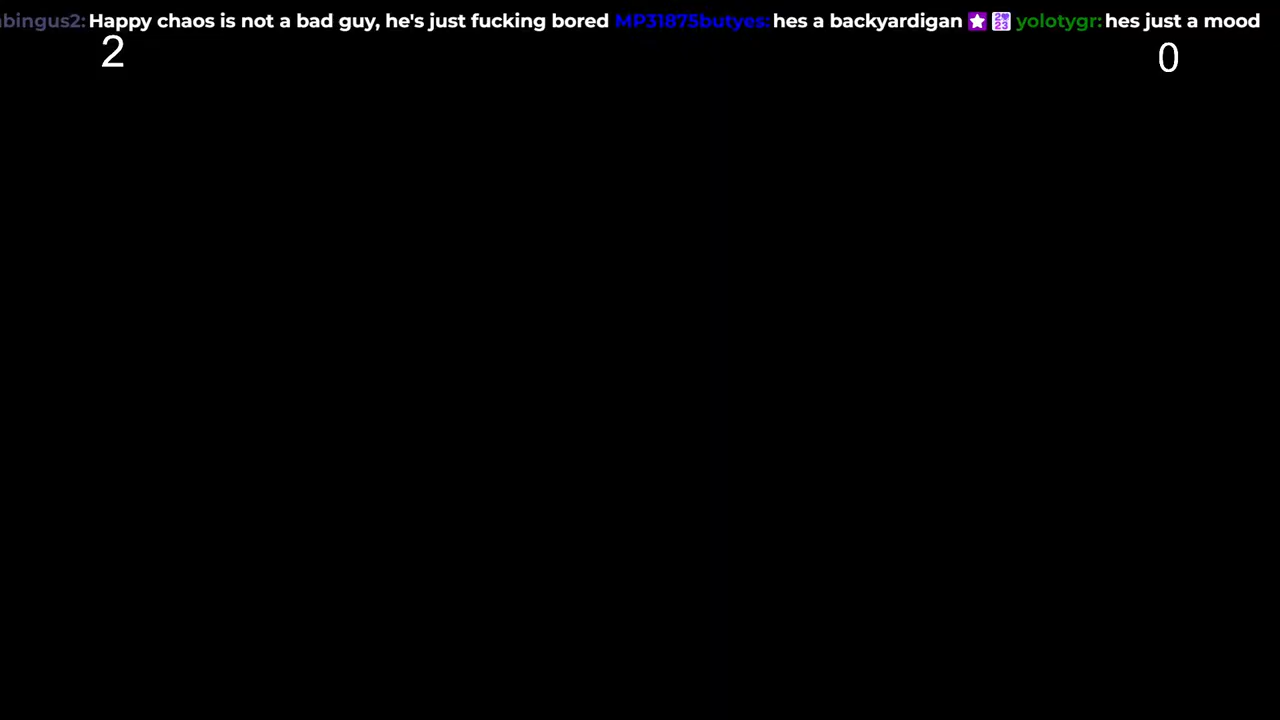 bingus2: Happy chaos is not a bad guy, he's just fucking bored MP31875butyes: hes a backyardigan 2023 yolotygr: hes just a mood
2 0